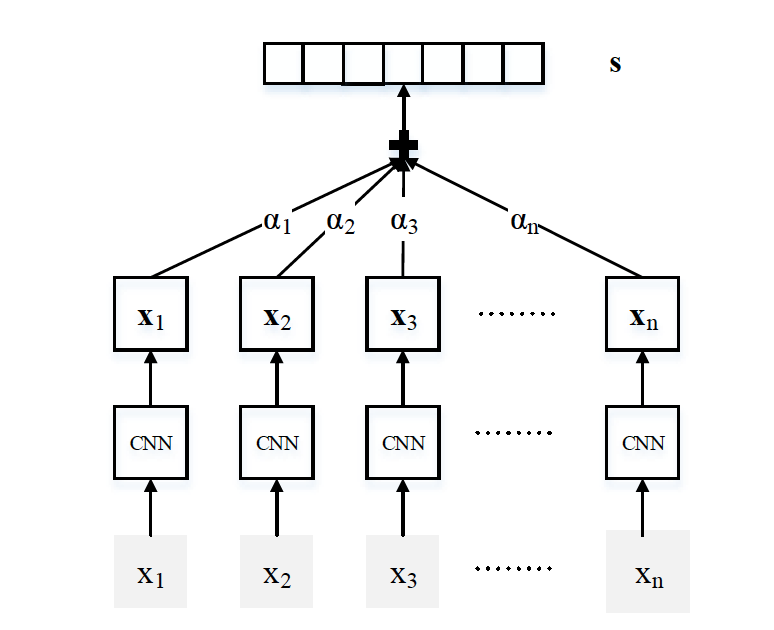 s
α₁ α₂ α₃ αₙ
x₁ x₂ x₃ ········ xₙ
CNN CNN CNN ········ CNN
x₁ x₂ x₃ ········ xₙ